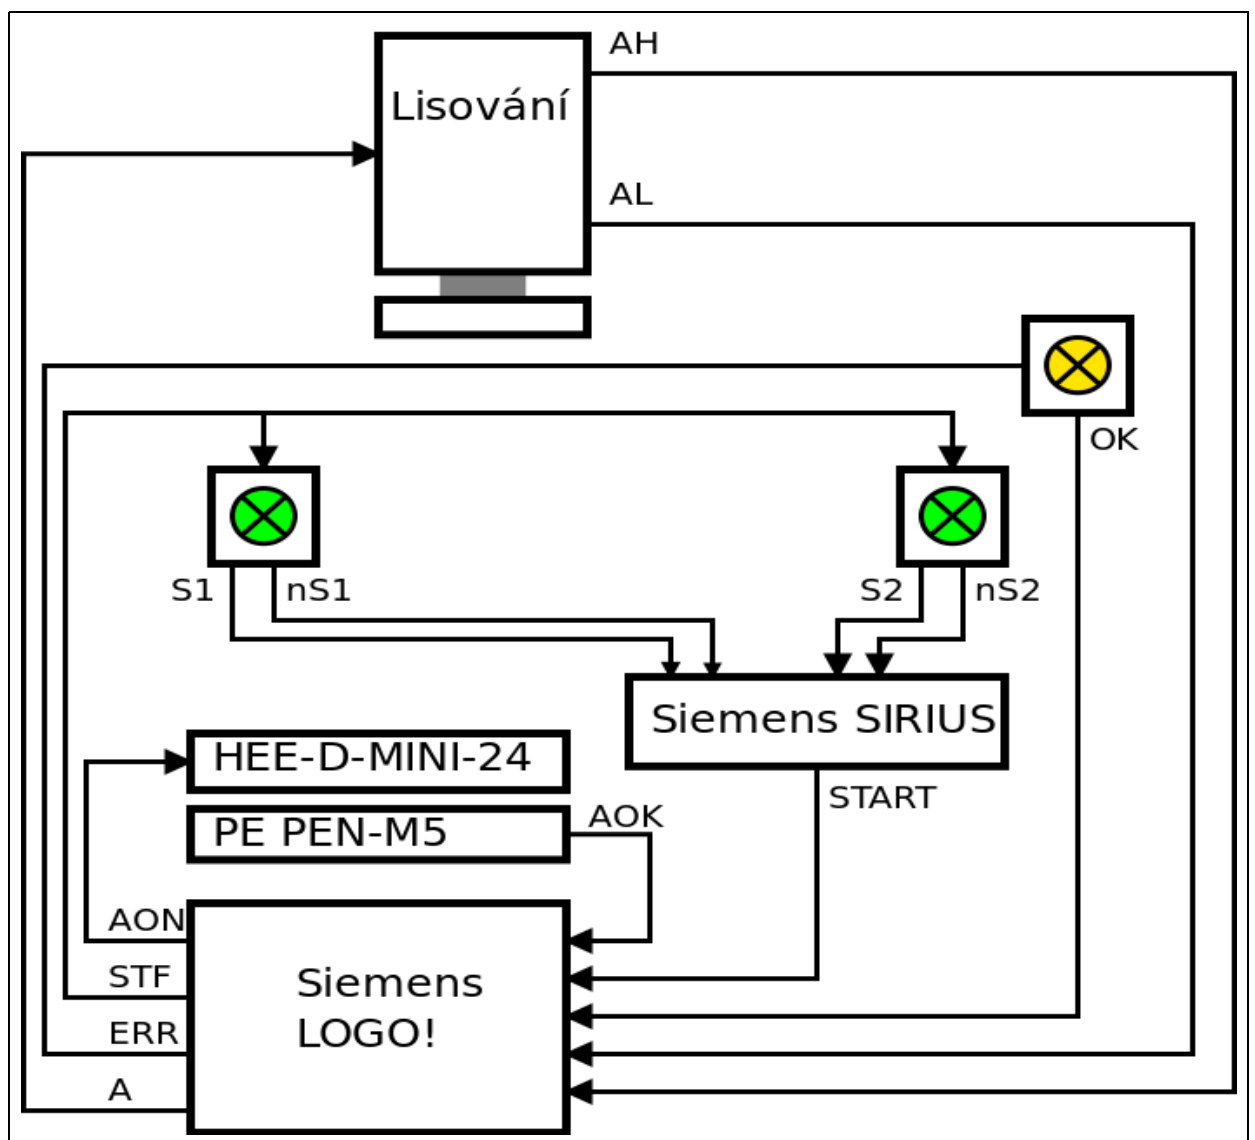 AH
Lisování
AL
OK
S1
nS1
S2
nS2
Siemens SIRIUS
HEE-D-MINI-24
START
PE PEN-M5
AOK
AON
STF
Siemens
LOGO!
ERR
A